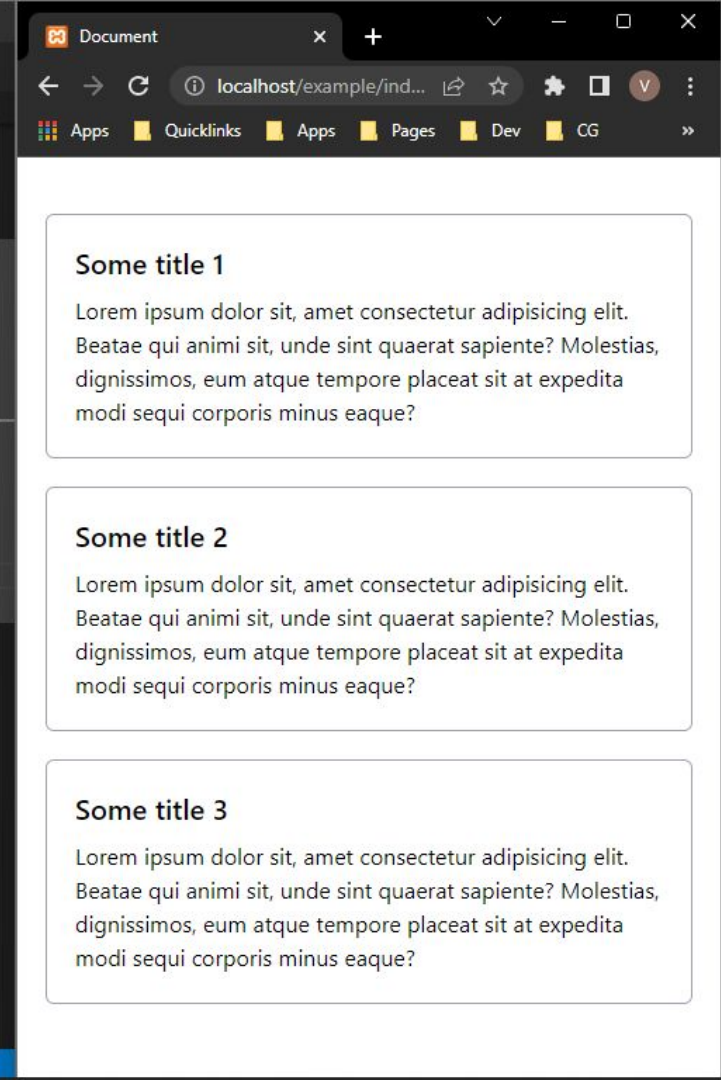 Document
localhost/example/ind...
V
Apps Quicklinks Apps Pages Dev CG
Some title 1
Lorem ipsum dolor sit, amet consectetur adipisicing elit.
Beatae qui animi sit, unde sint quaerat sapiente? Molestias,
dignissimos, eum atque tempore placeat sit at expedita
modi sequi corporis minus eaque?
Some title 2
Lorem ipsum dolor sit, amet consectetur adipisicing elit.
Beatae qui animi sit, unde sint quaerat sapiente? Molestias,
dignissimos, eum atque tempore placeat sit at expedita
modi sequi corporis minus eaque?
Some title 3
Lorem ipsum dolor sit, amet consectetur adipisicing elit.
Beatae qui animi sit, unde sint quaerat sapiente? Molestias,
dignissimos, eum atque tempore placeat sit at expedita
modi sequi corporis minus eaque?